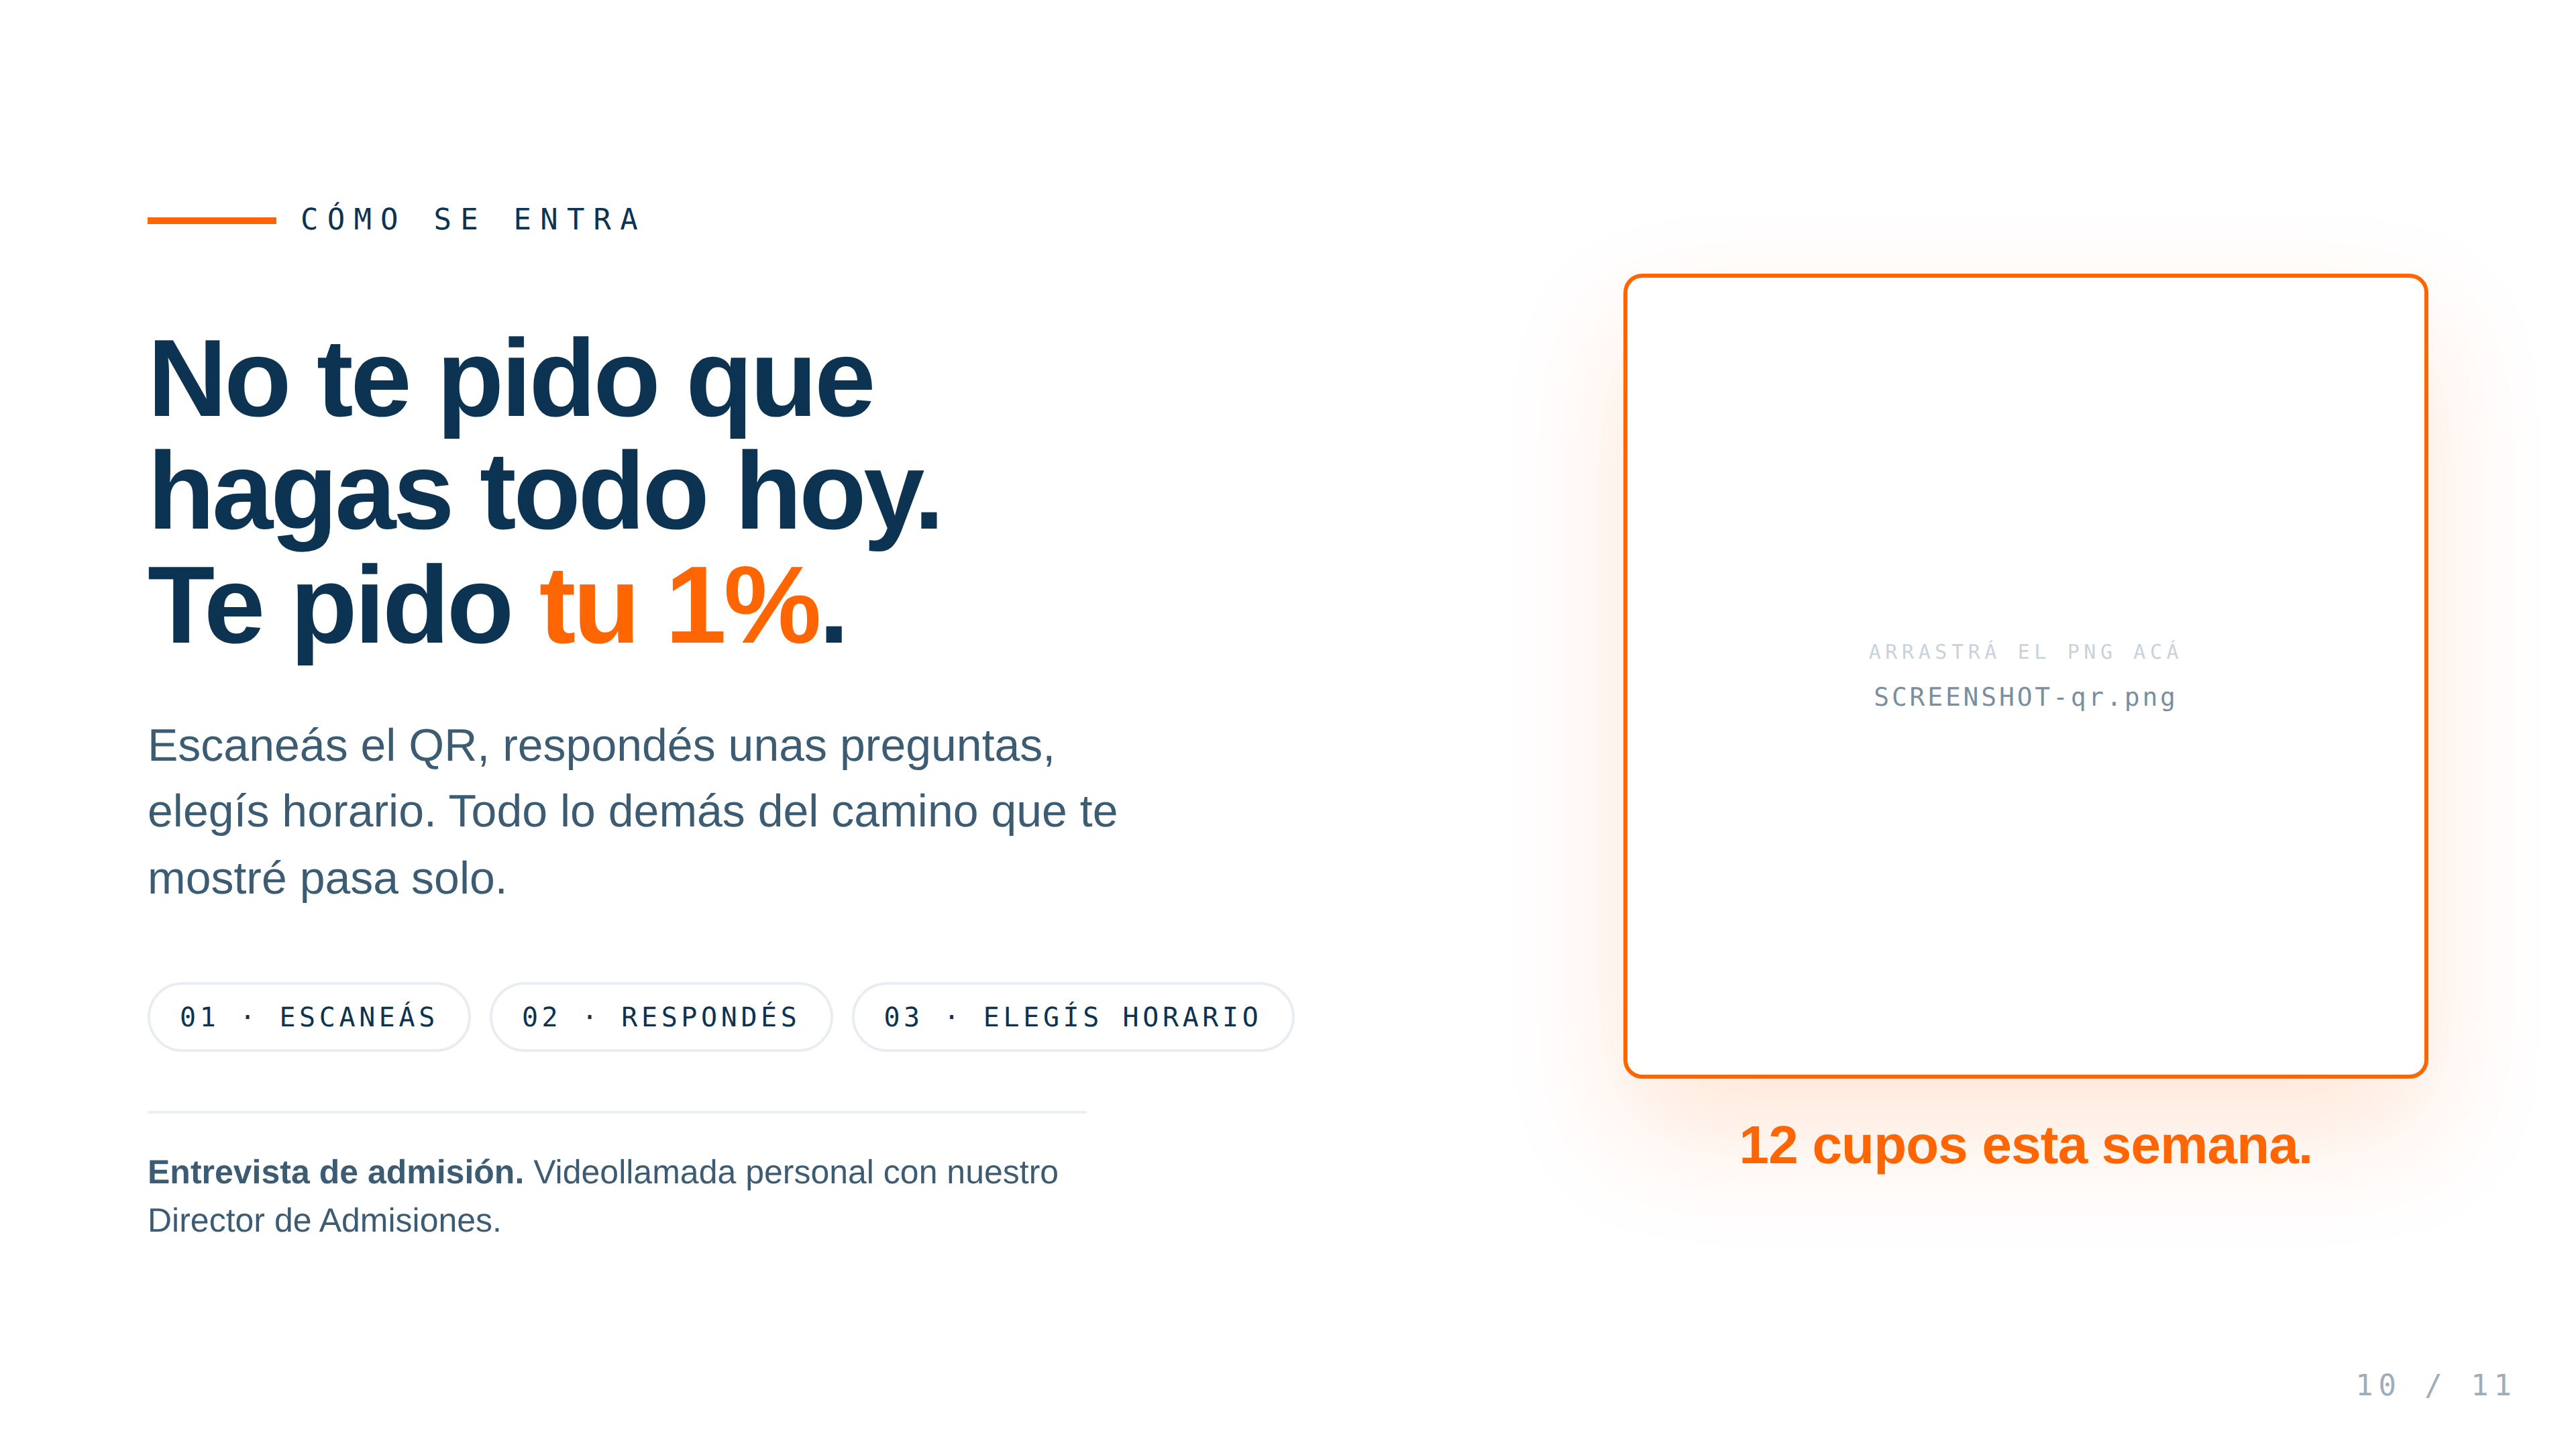 CÓMO SE ENTRA
No te pido que
hagas todo hoy.
Te pido tu 1%.
Escaneás el QR, respondés unas preguntas,
elegís horario. Todo lo demás del camino que te
mostré pasa solo.
01 · ESCANEÁS
02 · RESPONDÉS
03 · ELEGÍS HORARIO
Entrevista de admisión. Videollamada personal con nuestro
Director de Admisiones.
ARRASTRÁ EL PNG ACÁ
SCREENSHOT-qr.png
12 cupos esta semana.
10 / 11